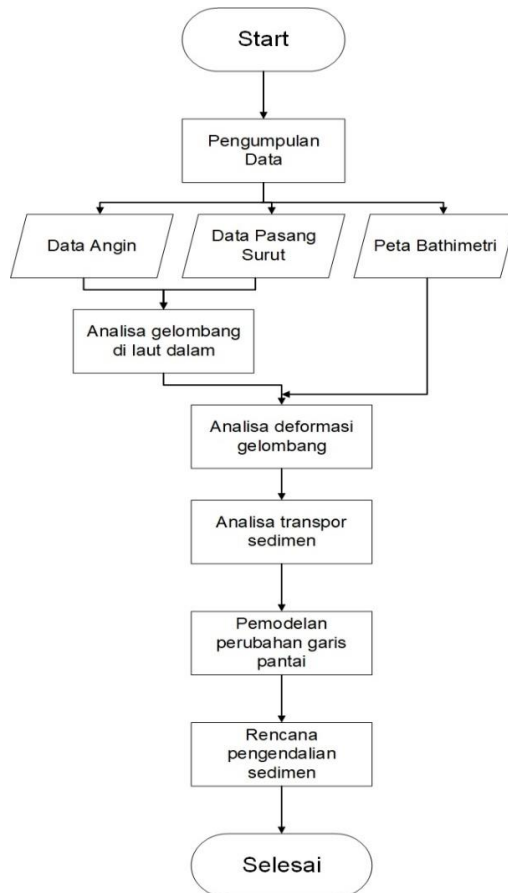 Start
Pengumpulan
Data
Data Angin
Data Pasang
Surut
Peta Bathimetri
Analisa gelombang
di laut dalam
Analisa deformasi
gelombang
Analisa transpor
sedimen
Pemodelan
perubahan garis
pantai
Rencana
pengendalian
sedimen
Selesai